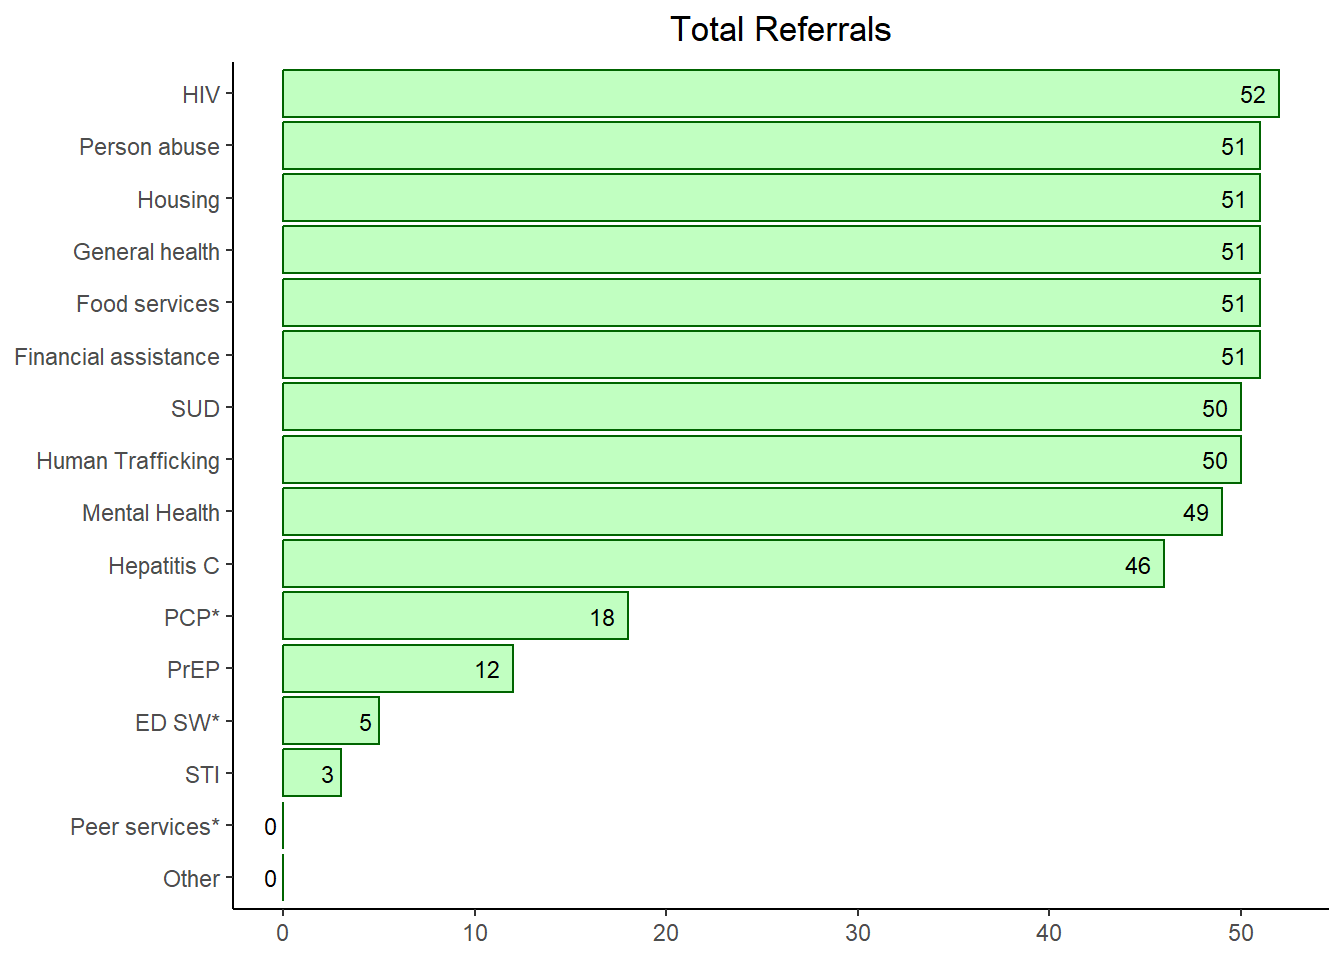 Total Referrals
HIV 52
Person abuse 51
Housing 51
General health 51
Food services 51
Financial assistance 51
SUD 50
Human Trafficking 50
Mental Health 49
Hepatitis C 46
PCP* 18
PrEP 12
ED SW* 5
STI 3
Peer services* 0
Other 0
0 10 20 30 40 50